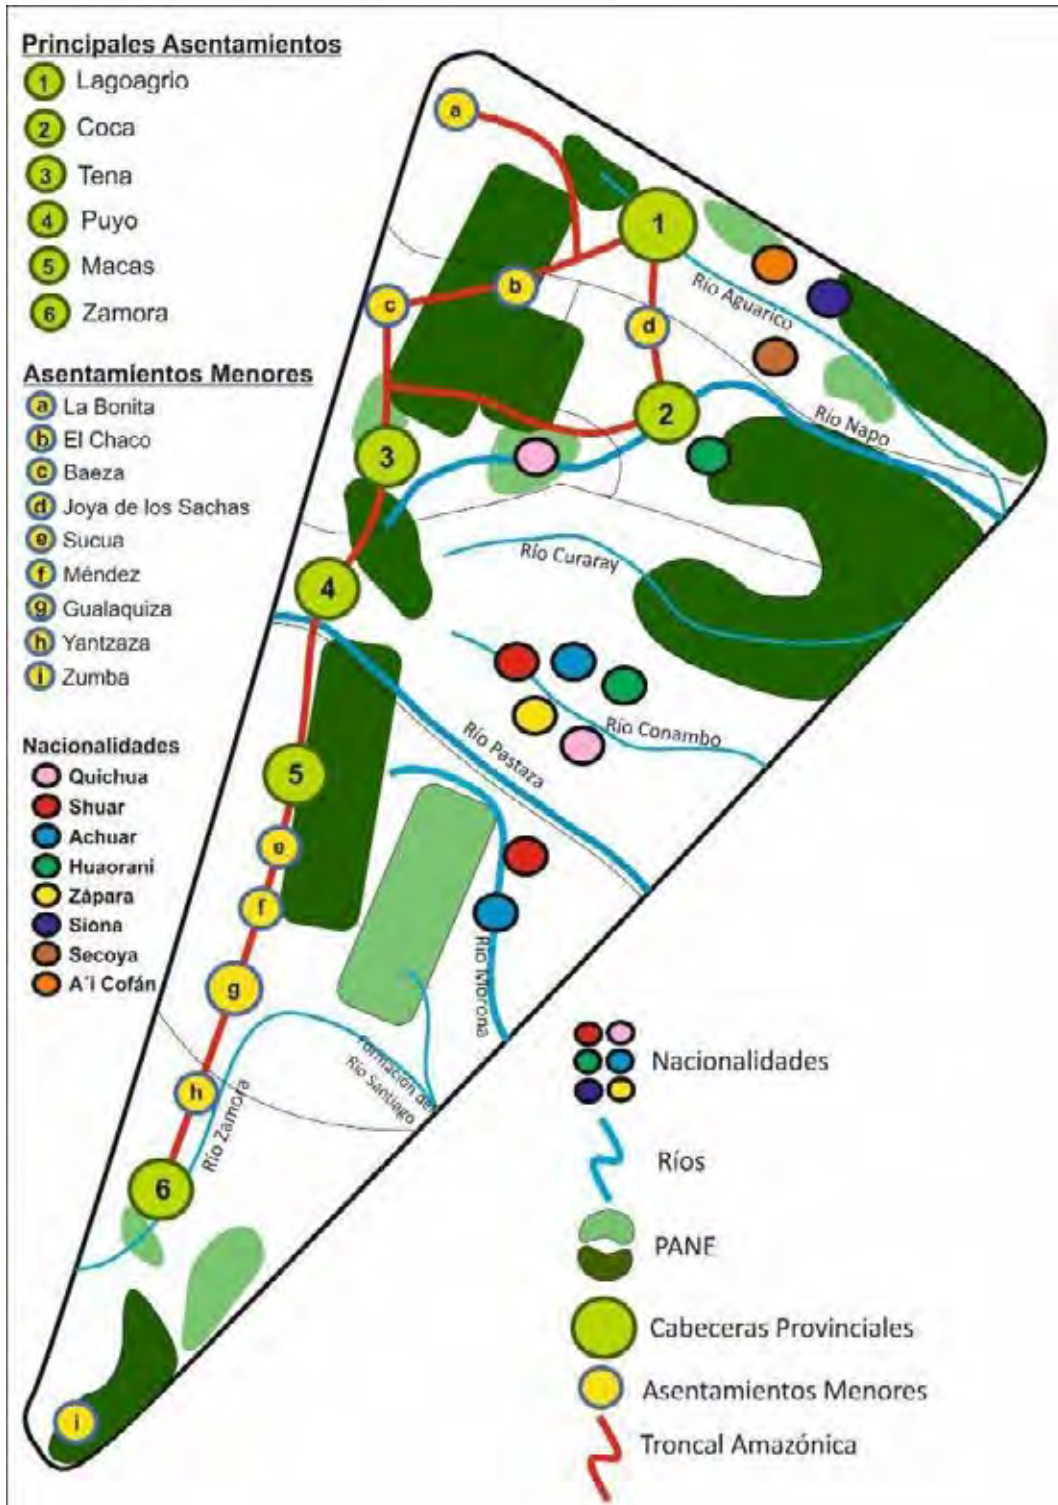 Principales Asentamientos
1 Lagoagrio
2 Coca
3 Tena
4 Puyo
5 Macas
6 Zamora
Asentamientos Menores
a La Bonita
b El Chaco
c Baeza
d Joya de los Sachas
e Sucua
f Méndez
g Gualaquiza
h Yantzaza
i Zumba
Nacionalidades
Quichua
Shuar
Achuar
Huaorani
Zápara
Siona
Secoya
A´i Cofán
a
1
b
c
d
2
3
4
5
e
f
g
h
6
i
Río Aguarico
Río Napo
Río Curaray
Río Conambo
Río Pastaza
Río Morona
Formación del
Río Santiago
Río Zamora
Nacionalidades
Ríos
PANE
Cabeceras Provinciales
Asentamientos Menores
Troncal Amazónica